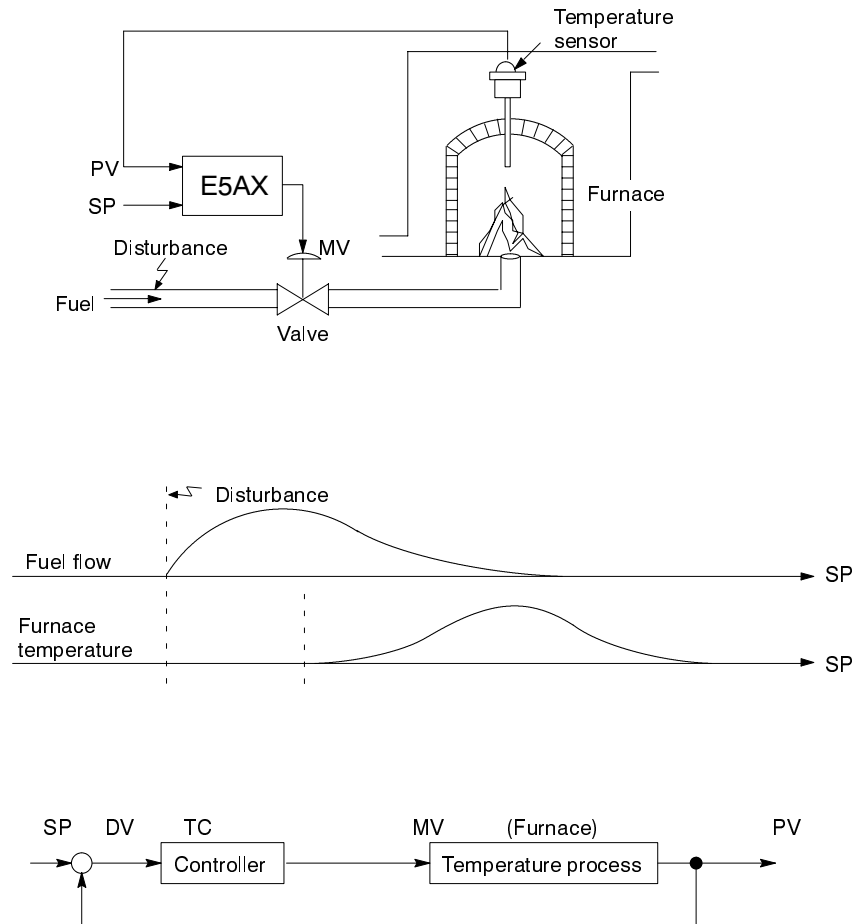 Temperature
sensor
PV
E5AX
SP
Furnace
Disturbance
MV
Fuel
Valve
Disturbance
Fuel flow
SP
Furnace
temperature
SP
SP DV TC MV (Furnace) PV
Controller Temperature process